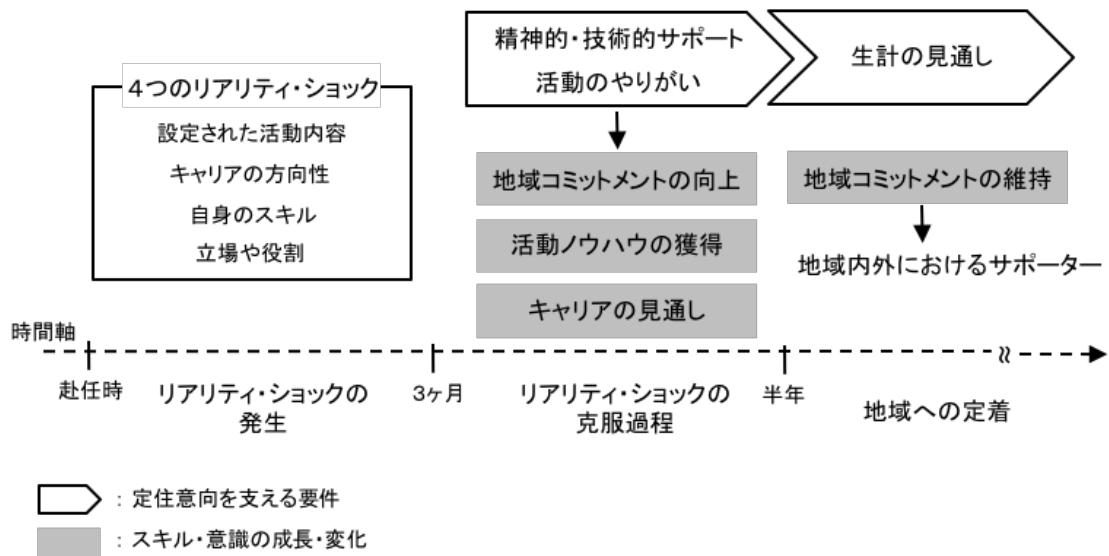 精神的・技術的サポート
活動のやりがい
生計の見通し
4つのリアリティ・ショック
設定された活動内容
キャリアの方向性
自身のスキル
立場や役割
地域コミットメントの向上
活動ノウハウの獲得
キャリアの見通し
地域コミットメントの維持
地域内外におけるサポーター
時間軸
赴任時
リアリティ・ショックの
発生
3ヶ月
リアリティ・ショックの
克服過程
半年
地域への定着
：定住意向を支える要件
：スキル・意識の成長・変化